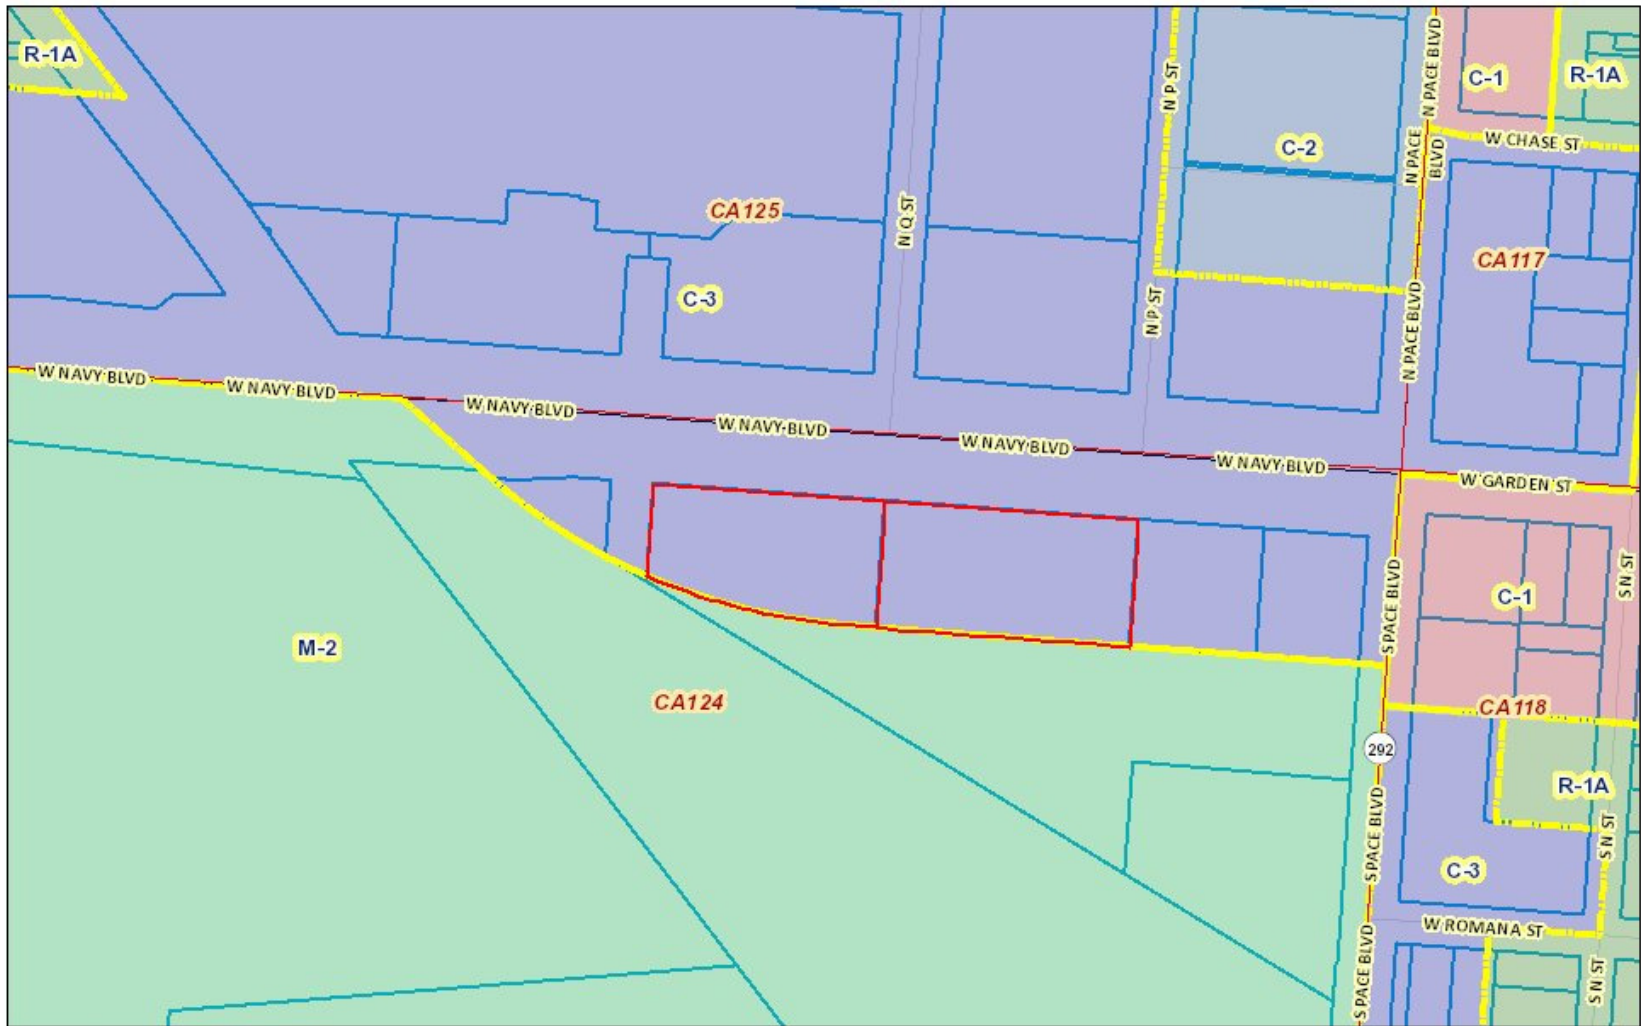 R-1A
N PACE BLVD
C-1
R-1A
N P ST
C-2
W CHASE ST
N PACE
BLVD
CA125
N Q ST
CA117
C-3
N P ST
N PACE BLVD
W NAVY BLVD
W NAVY BLVD
W NAVY BLVD
W NAVY BLVD
W NAVY BLVD
W NAVY BLVD
W GARDEN ST
S PACE BLVD
S N ST
C-1
M-2
CA124
CA118
292
R-1A
S PACE BLVD
S N ST
C-3
W ROMANA ST
S PACE BLVD
S N ST